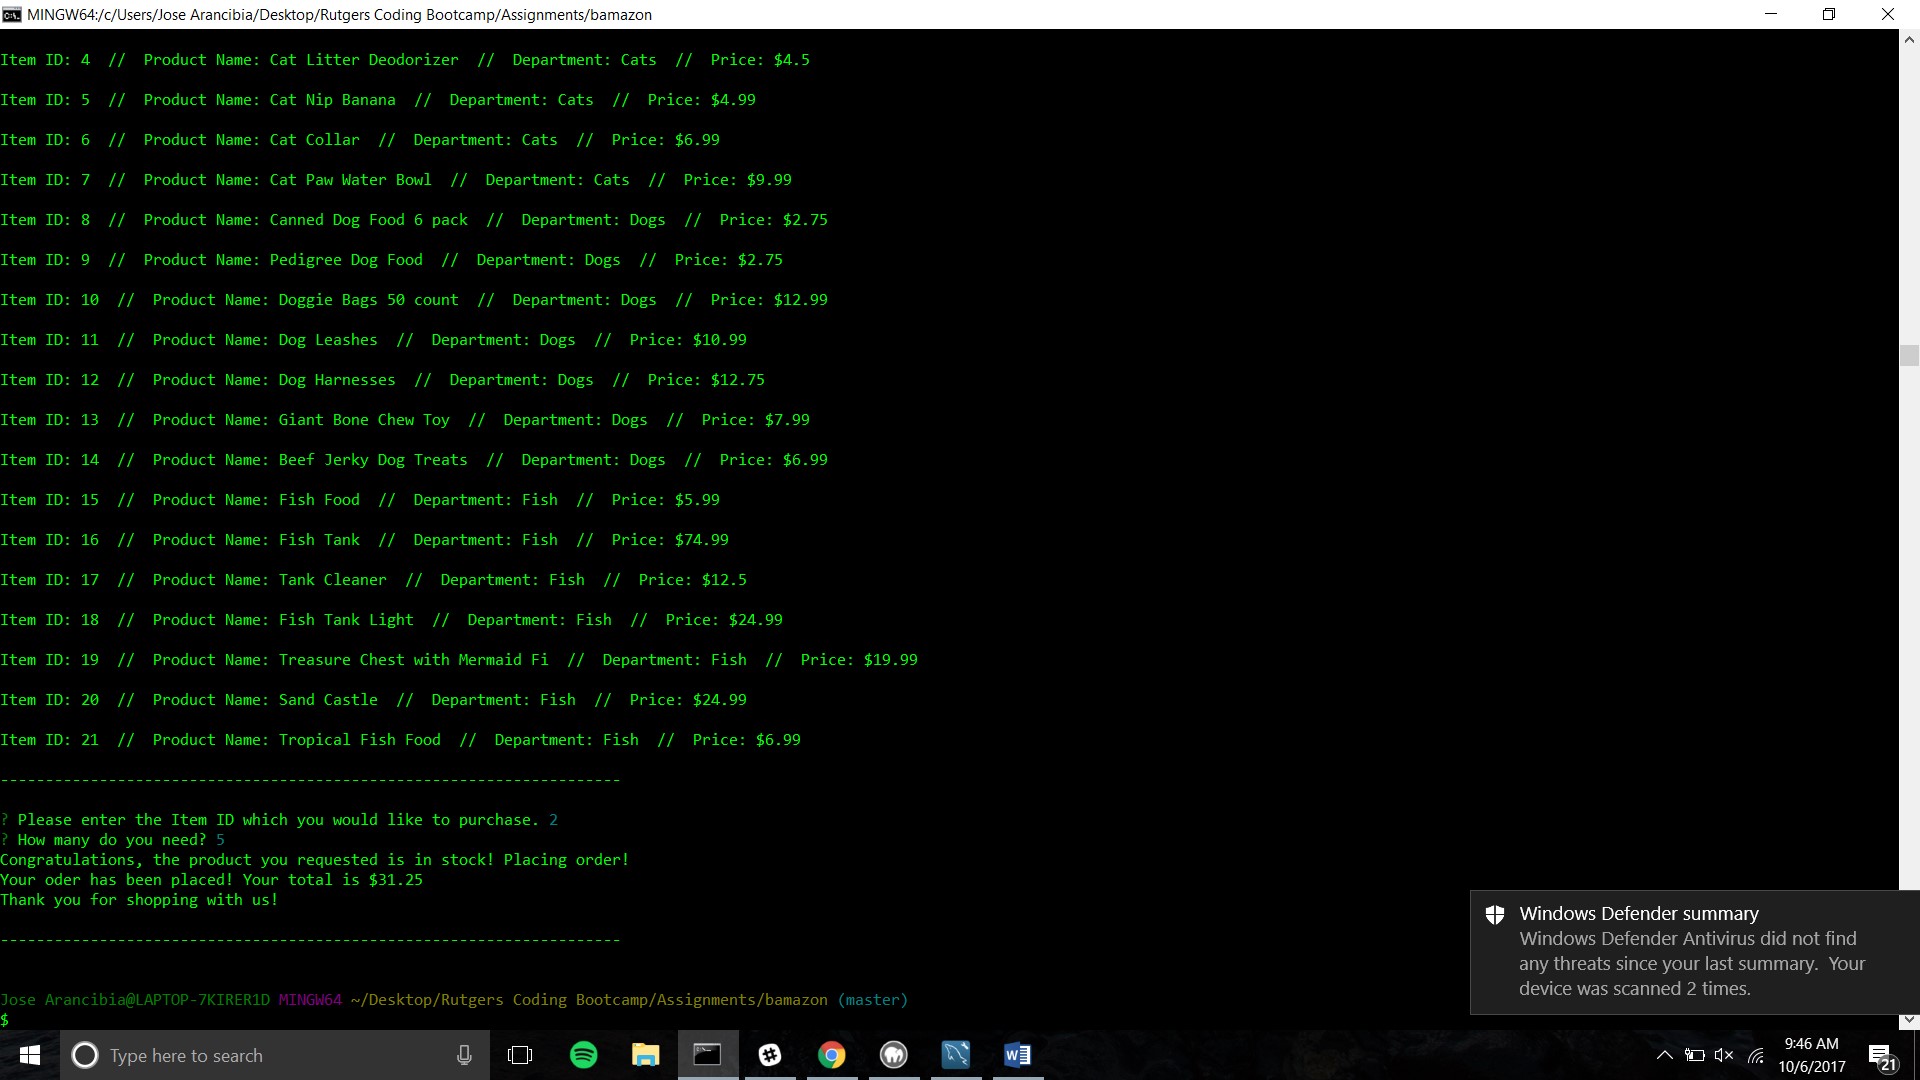 MINGW64:/c/Users/Jose Arancibia/Desktop/Rutgers Coding Bootcamp/Assignments/bamazon
Item ID: 4  //  Product Name: Cat Litter Deodorizer  //  Department: Cats  //  Price: $4.5
Item ID: 5  //  Product Name: Cat Nip Banana  //  Department: Cats  //  Price: $4.99
Item ID: 6  //  Product Name: Cat Collar  //  Department: Cats  //  Price: $6.99
Item ID: 7  //  Product Name: Cat Paw Water Bowl  //  Department: Cats  //  Price: $9.99
Item ID: 8  //  Product Name: Canned Dog Food 6 pack  //  Department: Dogs  //  Price: $2.75
Item ID: 9  //  Product Name: Pedigree Dog Food  //  Department: Dogs  //  Price: $2.75
Item ID: 10  //  Product Name: Doggie Bags 50 count  //  Department: Dogs  //  Price: $12.99
Item ID: 11  //  Product Name: Dog Leashes  //  Department: Dogs  //  Price: $10.99
Item ID: 12  //  Product Name: Dog Harnesses  //  Department: Dogs  //  Price: $12.75
Item ID: 13  //  Product Name: Giant Bone Chew Toy  //  Department: Dogs  //  Price: $7.99
Item ID: 14  //  Product Name: Beef Jerky Dog Treats  //  Department: Dogs  //  Price: $6.99
Item ID: 15  //  Product Name: Fish Food  //  Department: Fish  //  Price: $5.99
Item ID: 16  //  Product Name: Fish Tank  //  Department: Fish  //  Price: $74.99
Item ID: 17  //  Product Name: Tank Cleaner  //  Department: Fish  //  Price: $12.5
Item ID: 18  //  Product Name: Fish Tank Light  //  Department: Fish  //  Price: $24.99
Item ID: 19  //  Product Name: Treasure Chest with Mermaid Fi  //  Department: Fish  //  Price: $19.99
Item ID: 20  //  Product Name: Sand Castle  //  Department: Fish  //  Price: $24.99
Item ID: 21  //  Product Name: Tropical Fish Food  //  Department: Fish  //  Price: $6.99
---------------------------------------------------------------------
? Please enter the Item ID which you would like to purchase. 2
? How many do you need? 5
Congratulations, the product you requested is in stock! Placing order!
Your oder has been placed! Your total is $31.25
Thank you for shopping with us!
---------------------------------------------------------------------
Jose Arancibia@LAPTOP-7KIRER1D MINGW64 ~/Desktop/Rutgers Coding Bootcamp/Assignments/bamazon (master)
$
Windows Defender summary
Windows Defender Antivirus did not find
any threats since your last summary.  Your
device was scanned 2 times.
Type here to search
9:46 AM
10/6/2017
21